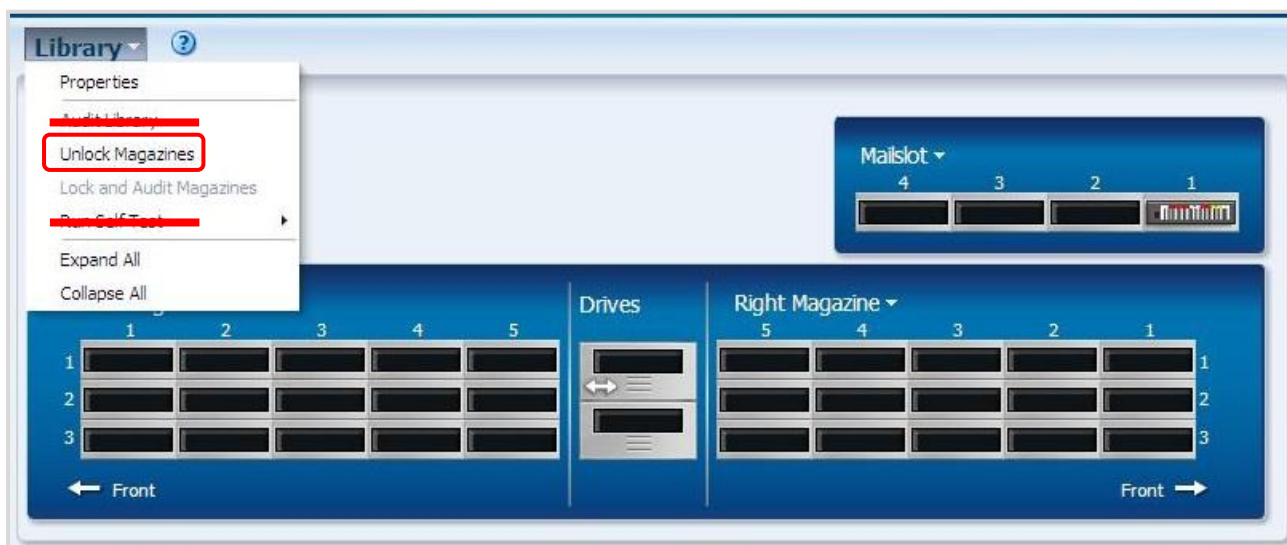 Library
Properties
Audit Library
Unlock Magazines
Lock and Audit Magazines
Run Self Test
Expand All
Collapse All
Mailslot
4 3 2 1
Drives
Right Magazine
1 2 3 4 5
5 4 3 2 1
1 1
2 2
3 3
Front
Front